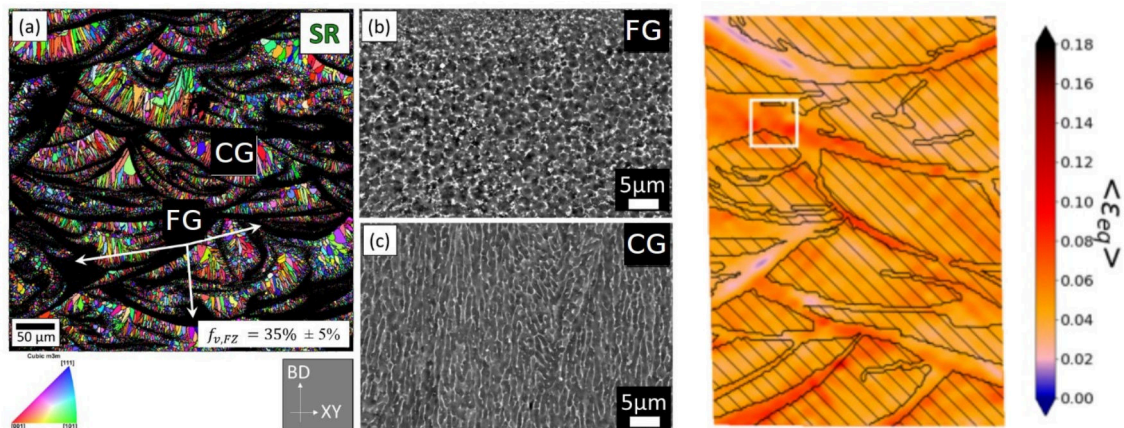 (a)
SR
CG
FG
f_v,FZ = 35% ± 5%
50 μm
Cubic m3m
[111]
[001]
[101]
BD
XY
(b)
FG
5μm
(c)
CG
5μm
0.18
0.16
0.14
0.12
0.10
0.08
0.06
0.04
0.02
0.00
<ε_eq>